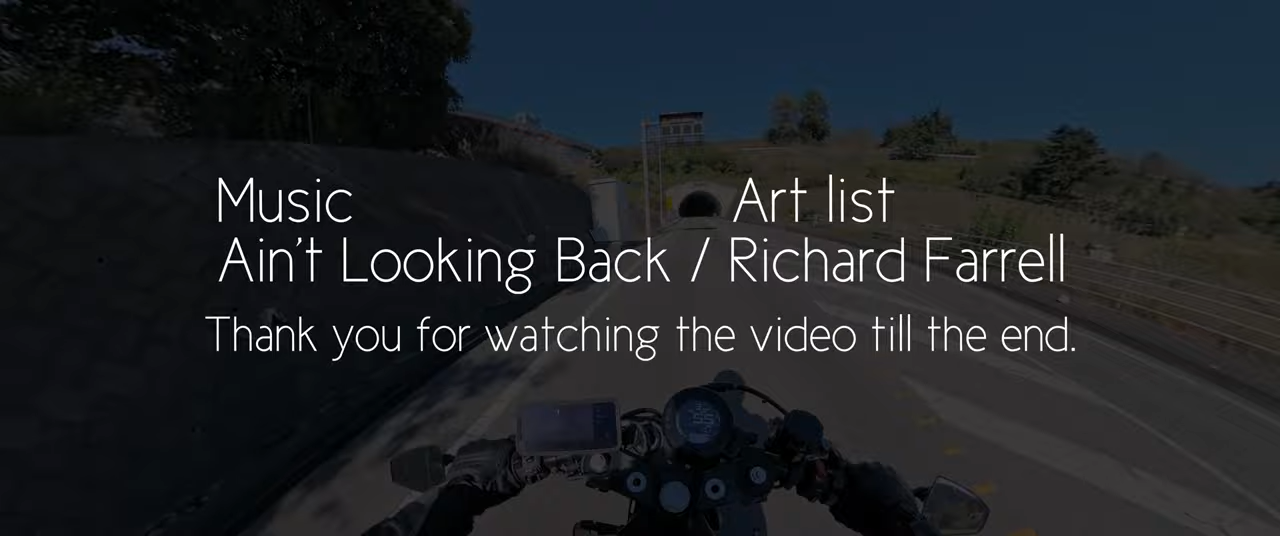 Music Art list
Ain't Looking Back / Richard Farrell
Thank you for watching the video till the end.